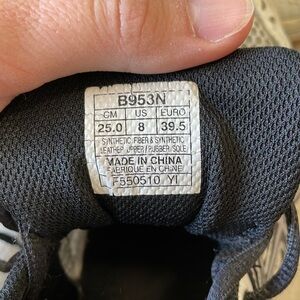 B953N
CM US EURO
25.0 8 39.5
SYNTHETIC FIBER & SYNTHETIC
LEATHER UPPER / RUBBER SOLE
MADE IN CHINA
FABRIQUE EN CHINE
F550510 YI